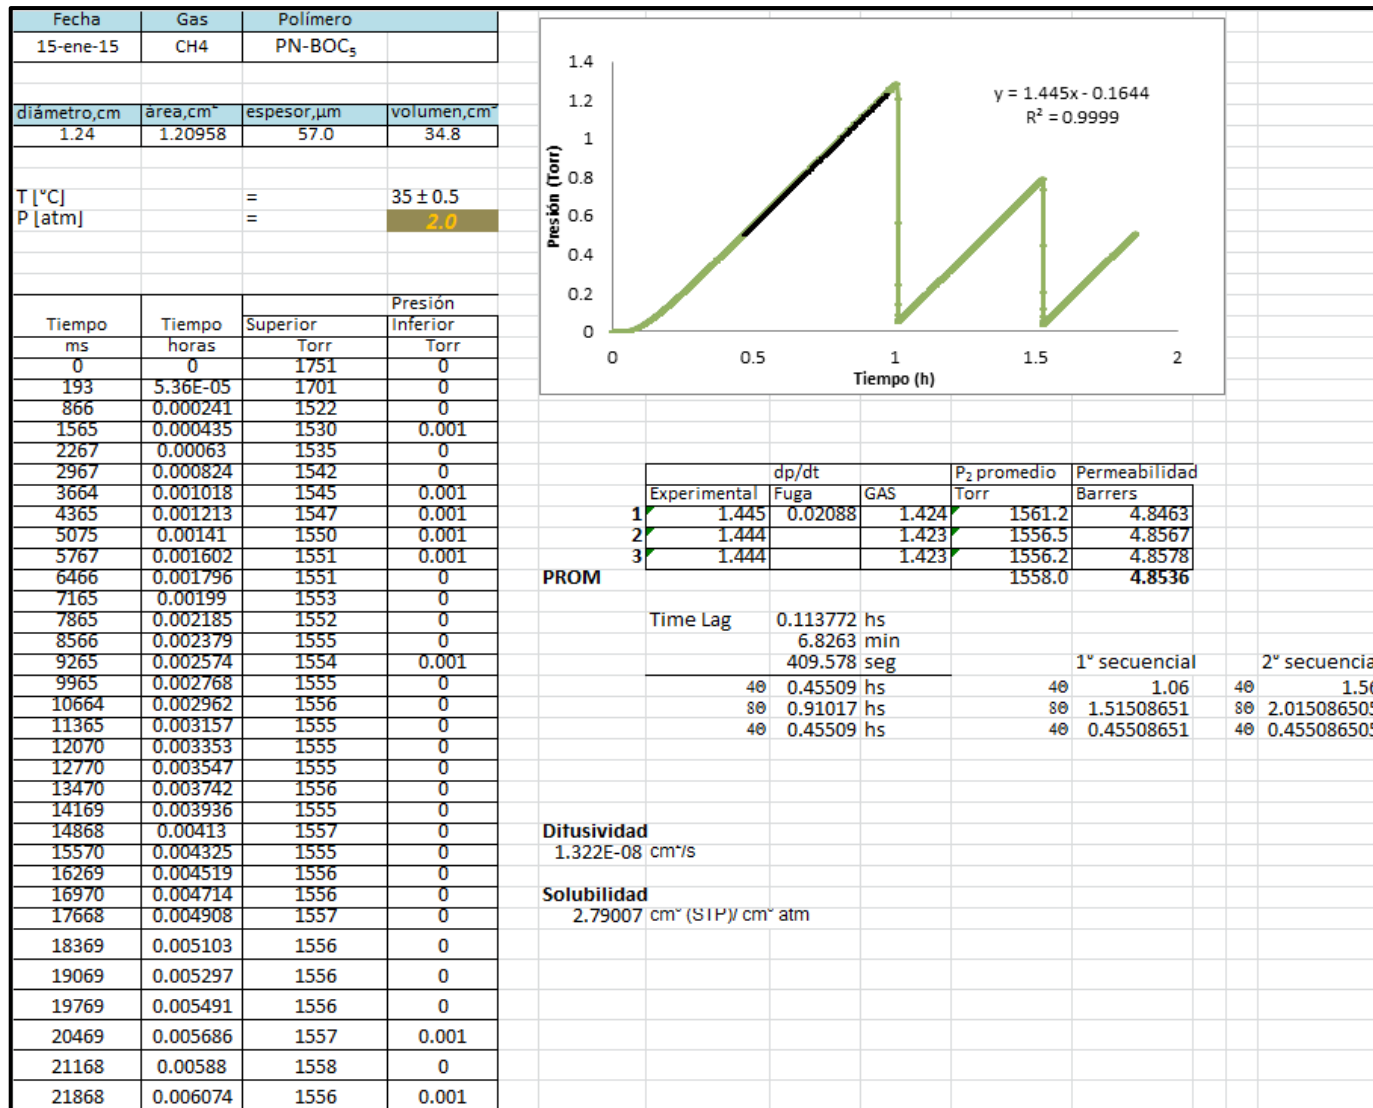 Fecha Gas Polímero
15-ene-15 CH4 PN-BOC₅
diámetro,cm área,cm² espesor,µm volumen,cm³
1.24 1.20958 57.0 34.8
T [°C] = 35 ± 0.5
P [atm] = 2.0
Presión
Tiempo Tiempo Superior Inferior
ms horas Torr Torr
0 0 1751 0
193 5.36E-05 1701 0
866 0.000241 1522 0
1565 0.000435 1530 0.001
2267 0.00063 1535 0
2967 0.000824 1542 0
3664 0.001018 1545 0.001
4365 0.001213 1547 0.001
5075 0.00141 1550 0.001
5767 0.001602 1551 0.001
6466 0.001796 1551 0
7165 0.00199 1553 0
7865 0.002185 1552 0
8566 0.002379 1555 0
9265 0.002574 1554 0.001
9965 0.002768 1555 0
10664 0.002962 1556 0
11365 0.003157 1555 0
12070 0.003353 1555 0
12770 0.003547 1555 0
13470 0.003742 1556 0
14169 0.003936 1555 0
14868 0.00413 1557 0
15570 0.004325 1555 0
16269 0.004519 1556 0
16970 0.004714 1556 0
17668 0.004908 1557 0
18369 0.005103 1556 0
19069 0.005297 1556 0
19769 0.005491 1556 0
20469 0.005686 1557 0.001
21168 0.00588 1558 0
21868 0.006074 1556 0.001
Presión (Torr)
1.4
1.2
1
0.8
0.6
0.4
0.2
0
y = 1.445x - 0.1644
R² = 0.9999
0 0.5 1 1.5 2
Tiempo (h)
dp/dt P₂ promedio Permeabilidad
Experimental Fuga GAS Torr Barrers
1 1.445 0.02088 1.424 1561.2 4.8463
2 1.444 1.423 1556.5 4.8567
3 1.444 1.423 1556.2 4.8578
PROM 1558.0 4.8536
Time Lag 0.113772 hs
6.8263 min
409.578 seg 1° secuencial 2° secuencia
4Θ 0.45509 hs 4Θ 1.06 4Θ 1.56
8Θ 0.91017 hs 8Θ 1.51508651 8Θ 2.015086505
4Θ 0.45509 hs 4Θ 0.45508651 4Θ 0.455086505
Difusividad
1.322E-08 cm²/s
Solubilidad
2.79007 cm³ (STP)/ cm³ atm